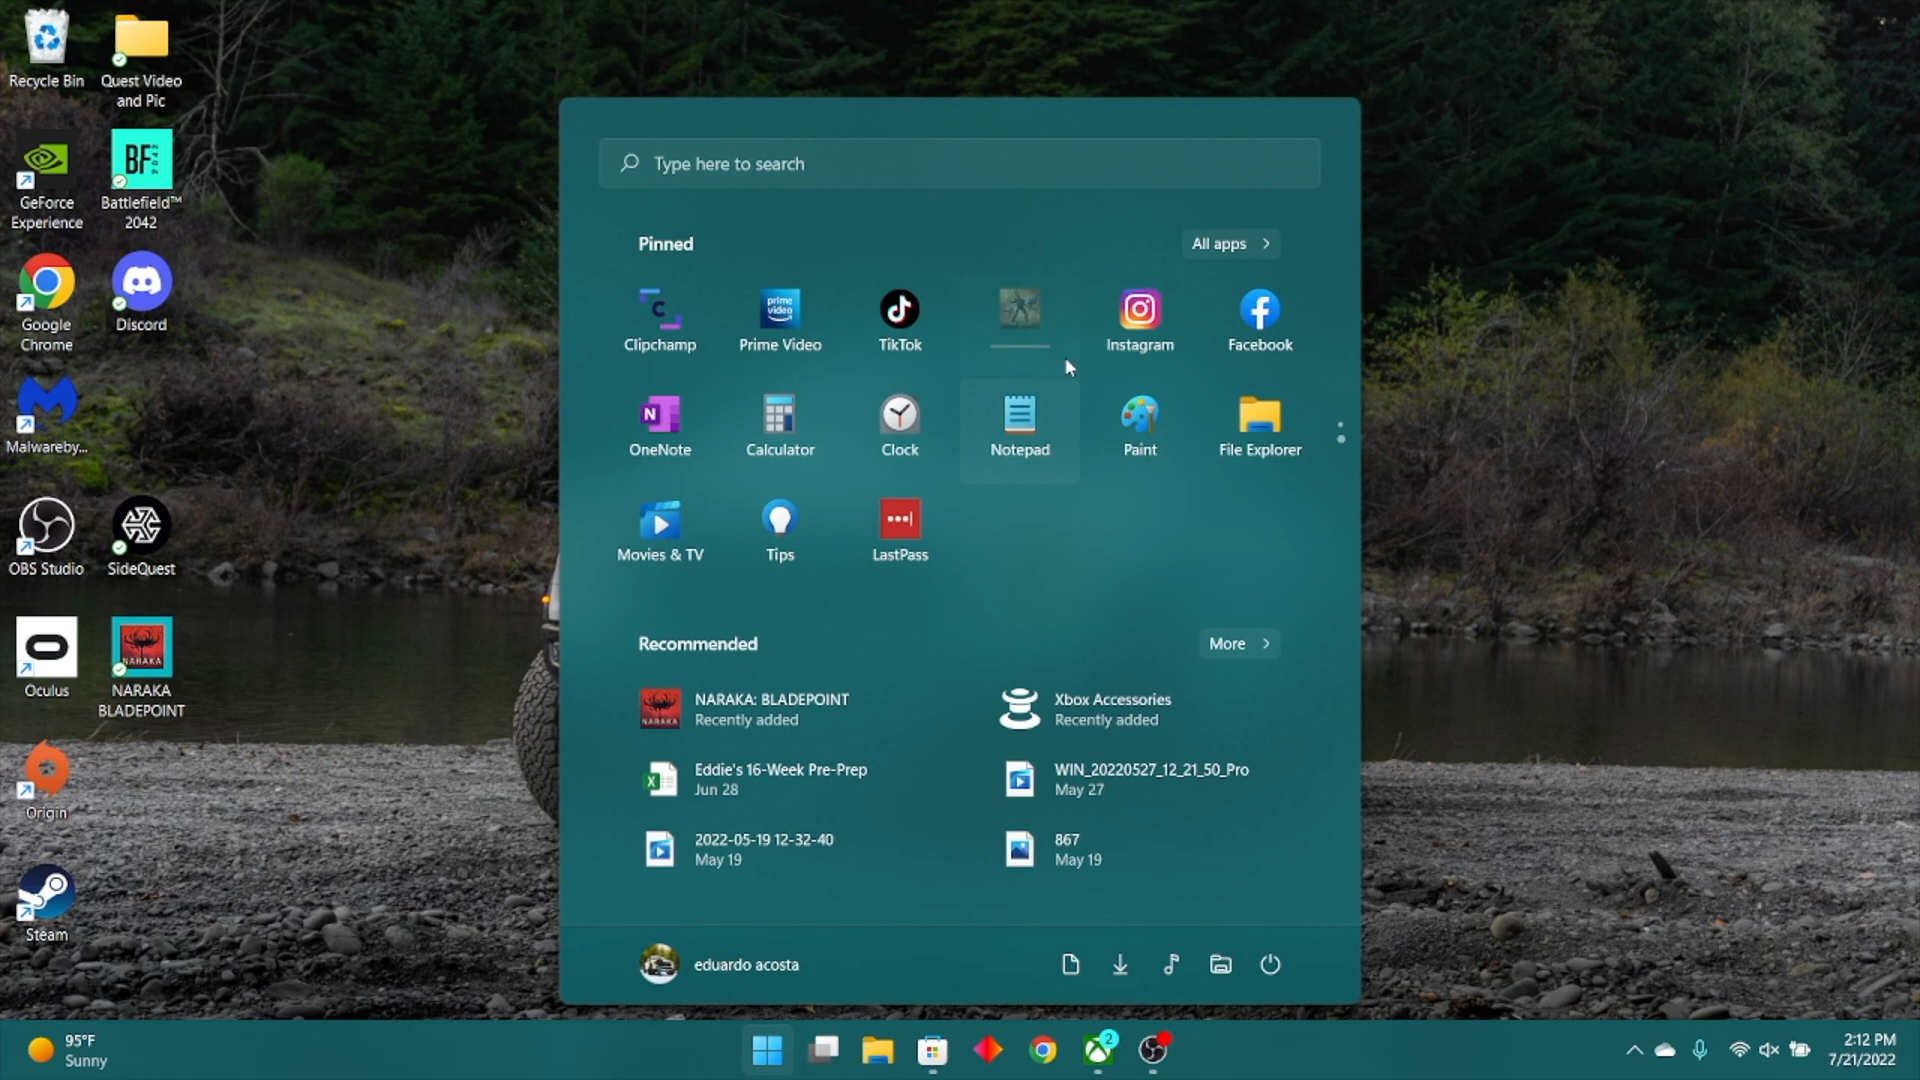 Recycle Bin
Quest Video
and Pic
GeForce
Experience
BF 2042
Battlefield™
2042
Google
Chrome
Discord
Malwareby...
OBS Studio
SideQuest
Oculus
NARAKA
NARAKA
BLADEPOINT
Origin
Steam
Type here to search
Pinned
All apps
Clipchamp
prime
video
Prime Video
TikTok
Instagram
Facebook
N
OneNote
Calculator
Clock
Notepad
Paint
File Explorer
Movies & TV
Tips
LastPass
Recommended
More
NARAKA
NARAKA: BLADEPOINT
Recently added
Xbox Accessories
Recently added
X
Eddie's 16-Week Pre-Prep
Jun 28
WIN_20220527_12_21_50_Pro
May 27
2022-05-19 12-32-40
May 19
867
May 19
eduardo acosta
95°F
Sunny
2
2:12 PM
7/21/2022